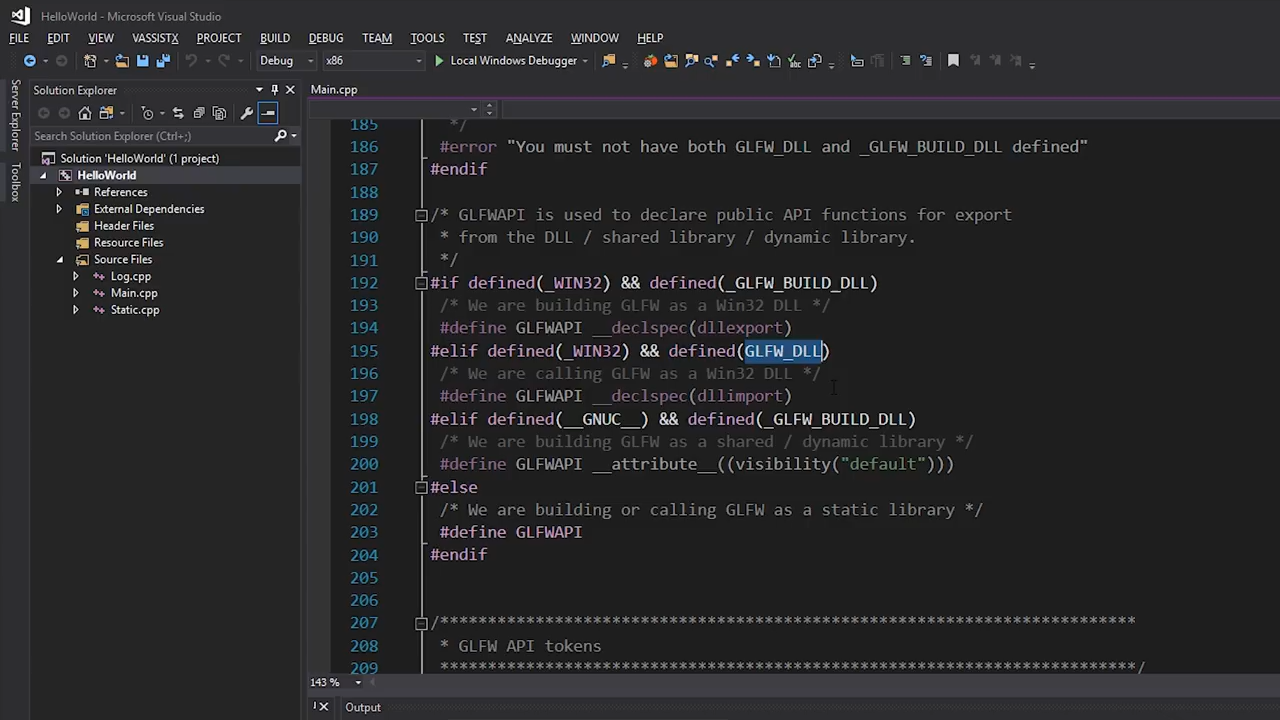 HelloWorld - Microsoft Visual Studio
FILE EDIT VIEW VASSISTX PROJECT BUILD DEBUG TEAM TOOLS TEST ANALYZE WINDOW HELP
Debug x86 Local Windows Debugger
Server Explorer
Toolbox
Solution Explorer
Search Solution Explorer (Ctrl+;)
Solution 'HelloWorld' (1 project)
HelloWorld
References
External Dependencies
Header Files
Resource Files
Source Files
Log.cpp
Main.cpp
Static.cpp
Main.cpp
185 */
186 #error "You must not have both GLFW_DLL and _GLFW_BUILD_DLL defined"
187 #endif
188
189 /* GLFWAPI is used to declare public API functions for export
190 * from the DLL / shared library / dynamic library.
191 */
192 #if defined(_WIN32) && defined(_GLFW_BUILD_DLL)
193 /* We are building GLFW as a Win32 DLL */
194 #define GLFWAPI __declspec(dllexport)
195 #elif defined(_WIN32) && defined(GLFW_DLL)
196 /* We are calling GLFW as a Win32 DLL */
197 #define GLFWAPI __declspec(dllimport)
198 #elif defined(__GNUC__) && defined(_GLFW_BUILD_DLL)
199 /* We are building GLFW as a shared / dynamic library */
200 #define GLFWAPI __attribute__((visibility("default")))
201 #else
202 /* We are building or calling GLFW as a static library */
203 #define GLFWAPI
204 #endif
205
206
207 /*************************************************************************
208 * GLFW API tokens
209 *************************************************************************/
143 %
Output